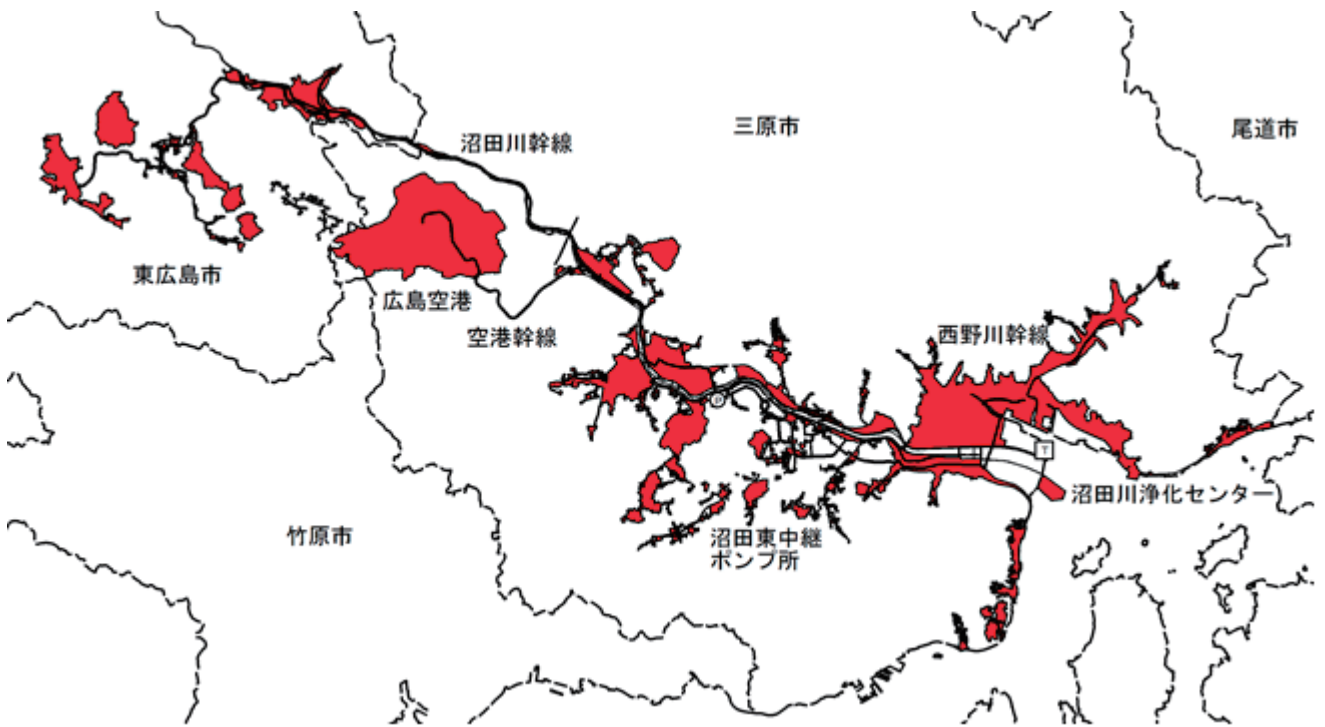 三原市
尾道市
沼田川幹線
東広島市
広島空港
空港幹線
西野川幹線
沼田川浄化センター
沼田東中継
ポンプ所
竹原市
P
T